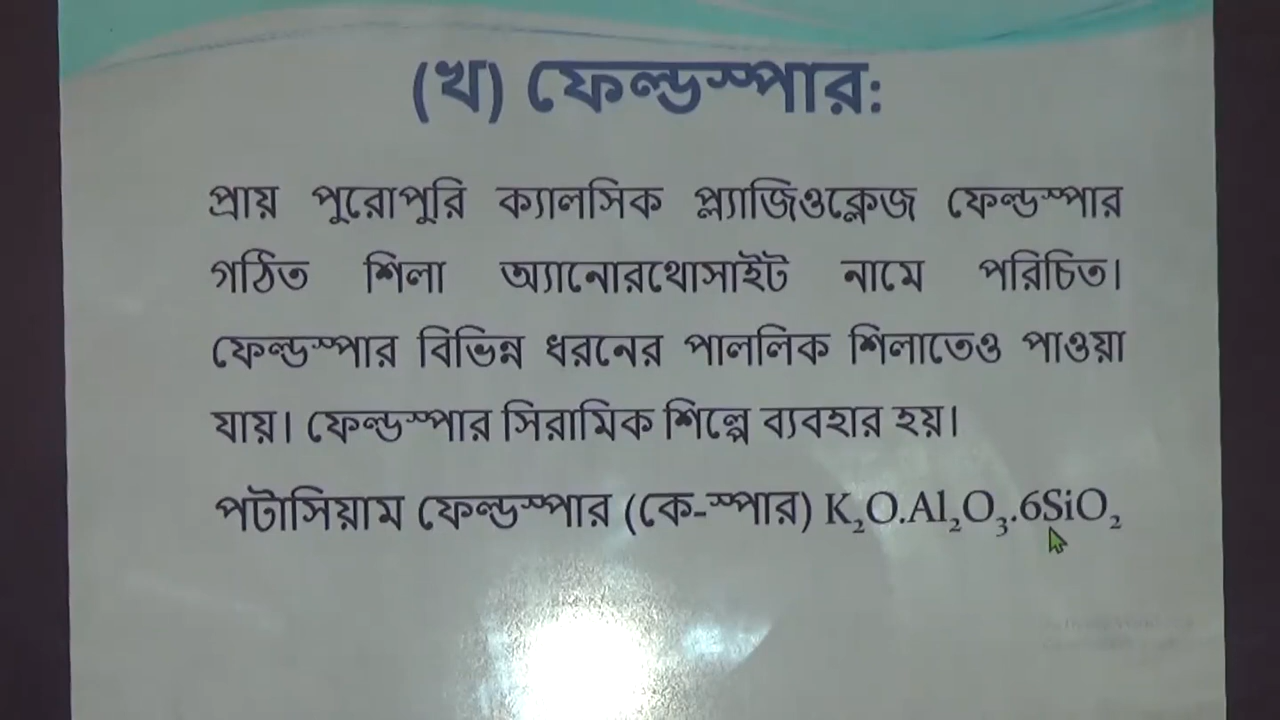 (খ) ফেল্ডস্পার:
প্রায় পুরোপুরি ক্যালসিক প্ল্যাজিওক্লেজ ফেল্ডস্পার
গঠিত শিলা অ্যানোরথোসাইট নামে পরিচিত।
ফেল্ডস্পার বিভিন্ন ধরনের পাললিক শিলাতেও পাওয়া
যায়। ফেল্ডস্পার সিরামিক শিল্পে ব্যবহার হয়।
পটাসিয়াম ফেল্ডস্পার (কে-স্পার) K₂O.Al₂O₃.6SiO₂